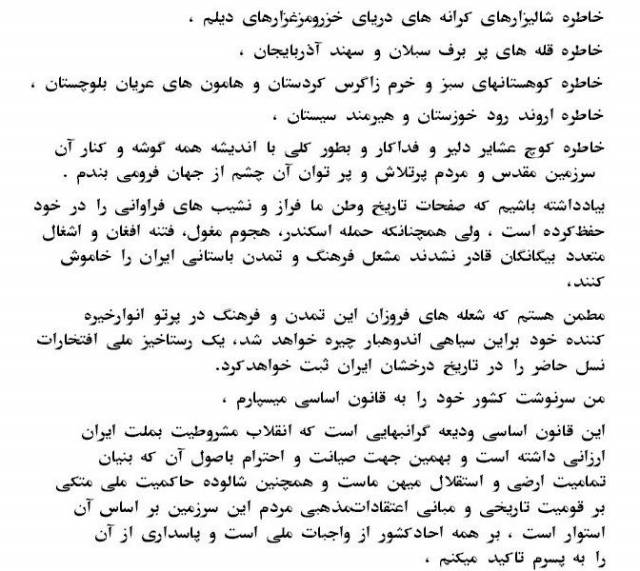 خاطره شالیزارهای کرانه های دریای خزرومزغزارهای دیلم ،
خاطره قله های پر برف سبلان و سهند آذربایجان ،
خاطره کوهستانهای سبز و خرم زاگرس کردستان و هامون های عریان بلوچستان ،
خاطره اروند رود خوزستان و هیرمند سیستان ،
خاطره کوچ عشایر دلیر و فداکار و بطور کلی با اندیشه همه گوشه و کنار آن
سرزمین مقدس و مردم پرتلاش و پر توان آن چشم از جهان فرومی بندم .
بیادداشته باشیم که صفحات تاریخ وطن ما فراز و نشیب های فراوانی را در خود
حفظکرده است ، ولی همچنانکه حمله اسکندر، هجوم مغول، فتنه افغان و اشغال
متعدد بیگانگان قادر نشدند مشعل فرهنگ و تمدن باستانی ایران را خاموش
کنند،
مطمن هستم که شعله های فروزان این تمدن و فرهنگ در پرتو انوارخیره
کننده خود براین سیاهی اندوهبار چیره خواهد شد، یک رستاخیز ملی افتخارات
نسل حاضر را در تاریخ درخشان ایران ثبت خواهدکرد.
من سرنوشت کشور خود را به قانون اساسی میسپارم ،
این قانون اساسی ودیعه گرانبهایی است که انقلاب مشروطیت بملت ایران
ارزانی داشته است و بهمین جهت صیانت و احترام باصول آن که بنیان
تمامیت ارضی و استقلال میهن ماست و همچنین شالوده حاکمیت ملی متکی
بر قومیت تاریخی و مبانی اعتقاداتمذهبی مردم این سرزمین بر اساس آن
استوار است ، بر همه احادکشور از واجبات ملی است و پاسداری از آن
را به پسرم تاکید میکنم ،